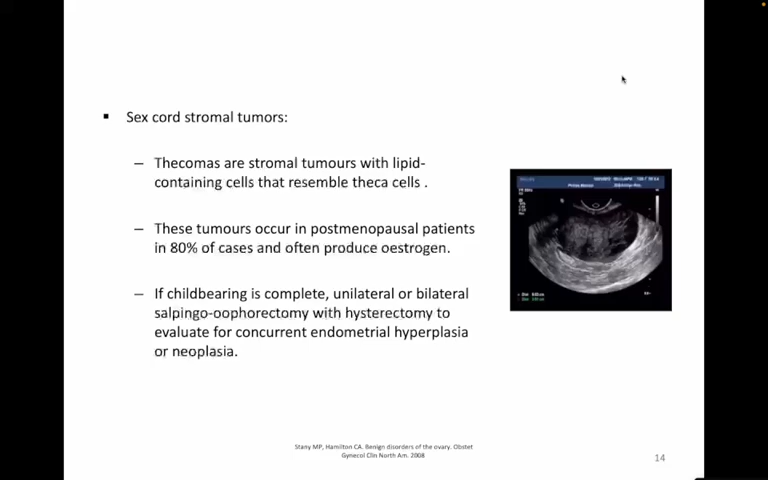 Sex cord stromal tumors:
– Thecomas are stromal tumours with lipid-
containing cells that resemble theca cells .
– These tumours occur in postmenopausal patients
in 80% of cases and often produce oestrogen.
– If childbearing is complete, unilateral or bilateral
salpingo-oophorectomy with hysterectomy to
evaluate for concurrent endometrial hyperplasia
or neoplasia.
Stany MP, Hamilton CA. Benign disorders of the ovary. Obstet
Gynecol Clin North Am. 2008
14